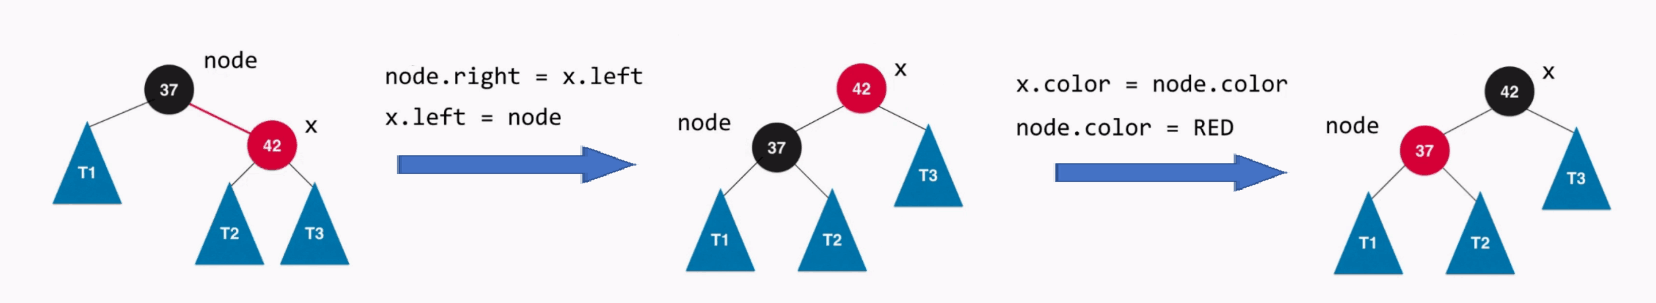 node
37
x
42
T1
T2
T3
node.right = x.left
x.left = node
x
42
node
37
T3
T1
T2
x.color = node.color
node.color = RED
x
42
node
37
T3
T1
T2